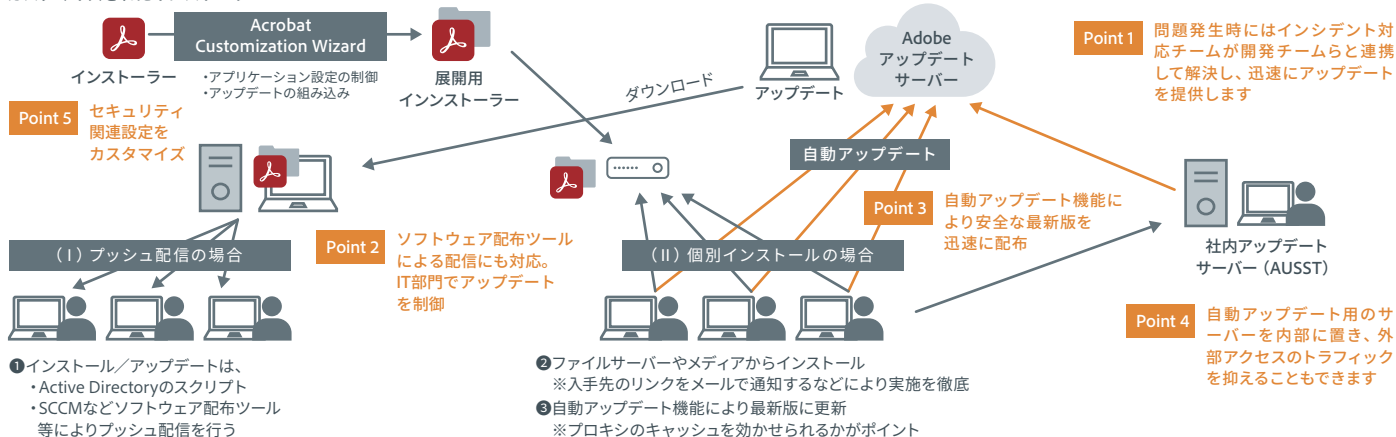 Acrobat
Customization Wizard
インストーラー
・アプリケーション設定の制御
・アップデートの組み込み
展開用
インンストーラー
Point 5
セキュリティ
関連設定を
カスタマイズ
ダウンロード
アップデート
Adobe
アップデート
サーバー
Point 1
問題発生時にはインシデント対
応チームが開発チームらと連携
して解決し、迅速にアップデート
を提供します
自動アップデート
Point 3
自動アップデート機能に
より安全な最新版を
迅速に配布
社内アップデート
サーバー（AUSST）
Point 4
自動アップデート用のサ
ーバーを内部に置き、外
部アクセスのトラフィック
を抑えることもできます
（I）プッシュ配信の場合
Point 2
ソフトウェア配布ツール
による配信にも対応。
IT部門でアップデート
を制御
（II）個別インストールの場合
❶インストール／アップデートは、
・Active Directoryのスクリプト
・SCCMなどソフトウェア配布ツール
等によりプッシュ配信を行う
❷ファイルサーバーやメディアからインストール
※入手先のリンクをメールで通知するなどにより実施を徹底
❸自動アップデート機能により最新版に更新
※プロキシのキャッシュを効かせられるかがポイント